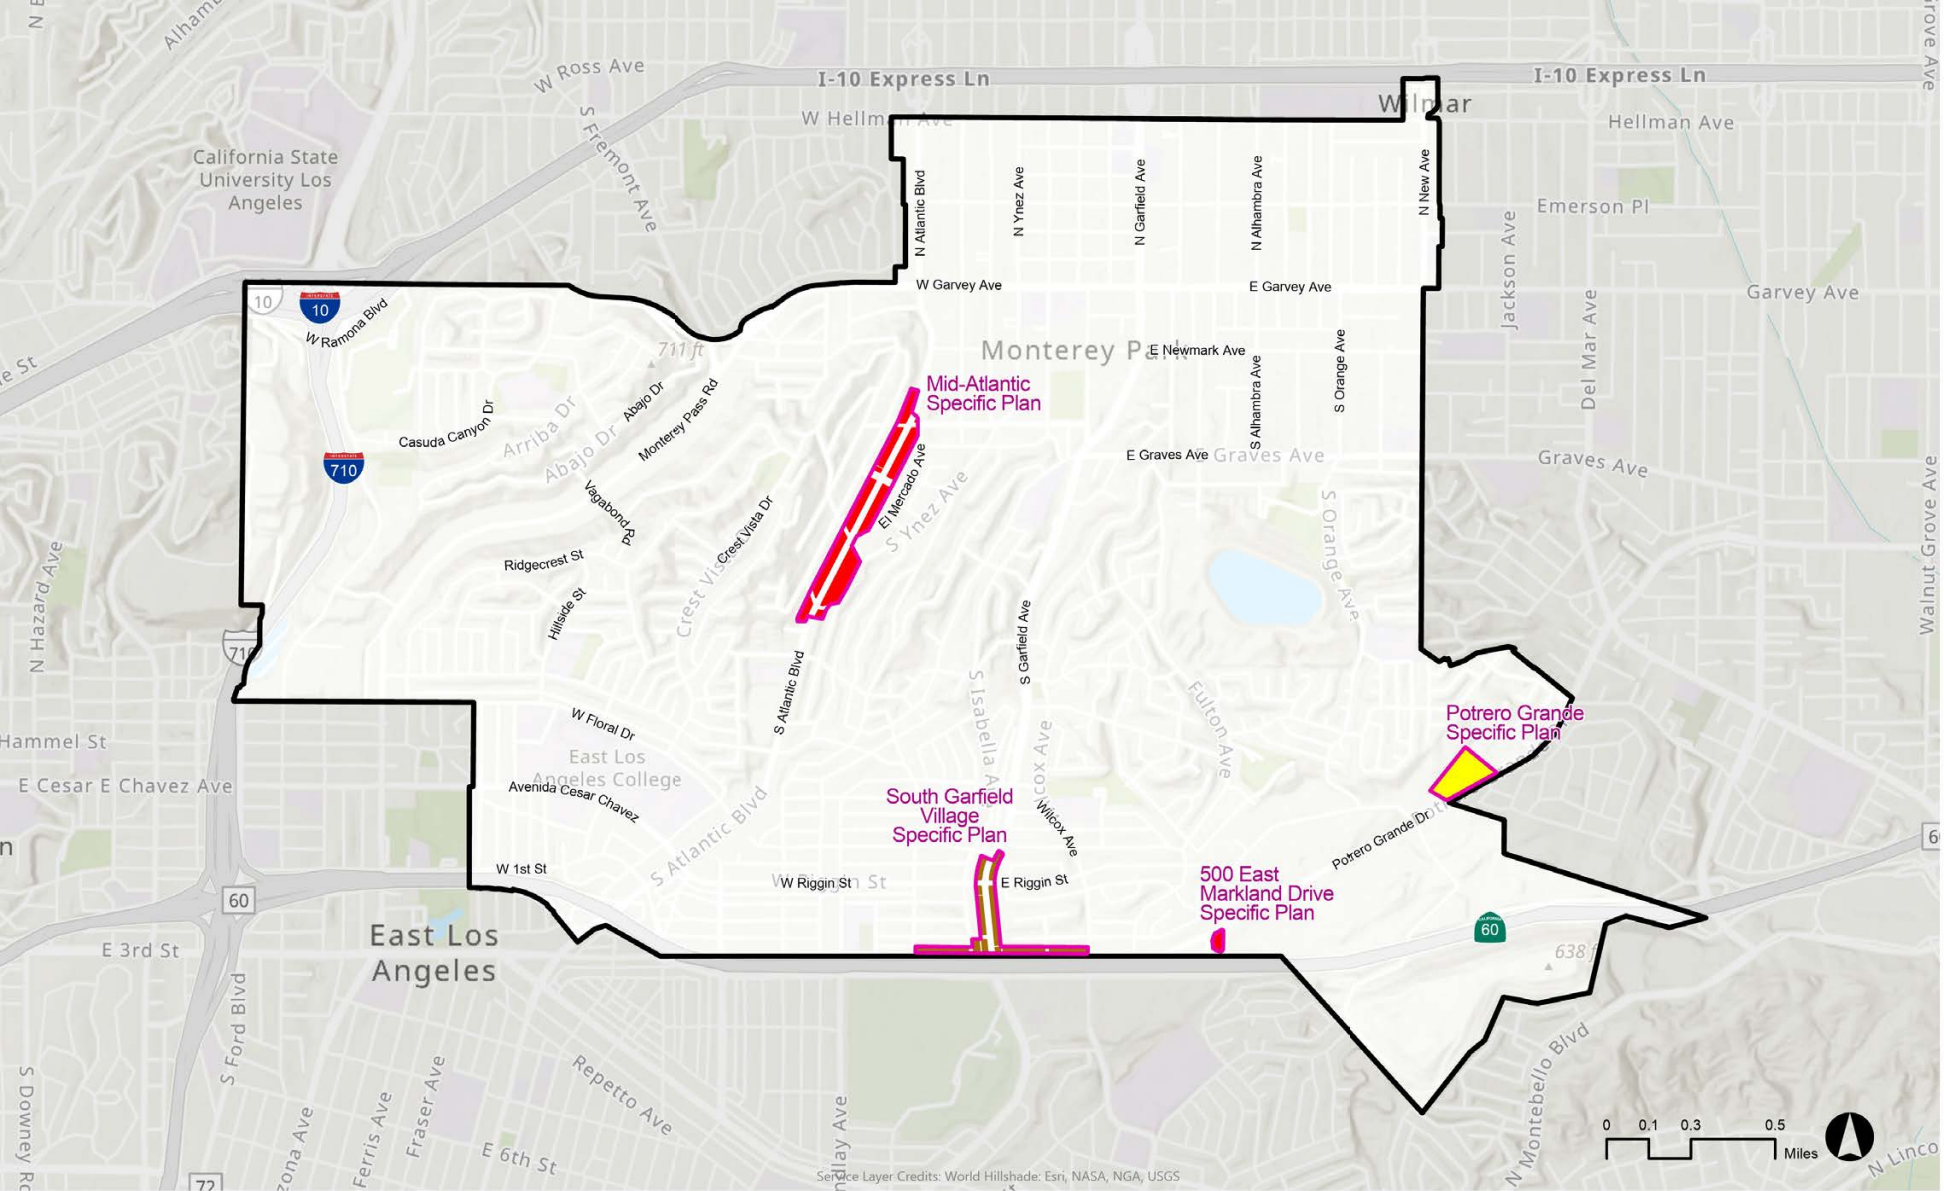 Alhamb
W Ross Ave
I-10 Express Ln
I-10 Express Ln
Wilmar
W Hellman Ave
Hellman Ave
S Fremont Ave
California State
University Los
Angeles
N Atlantic Blvd
N Ynez Ave
N Garfield Ave
N Alhambra Ave
N New Ave
Emerson Pl
Jackson Ave
W Garvey Ave
E Garvey Ave
Garvey Ave
10
10
W Ramona Blvd
711 ft
Monterey Park
E Newmark Ave
S Alhambra Ave
S Orange Ave
Del Mar Ave
Mid-Atlantic
Specific Plan
Abajo Dr
Monterey Pass Rd
Casuda Canyon Dr
Arriba Dr
Abajo Dr
El Mercado Ave
S Ynez Ave
E Graves Ave
E Graves Ave
Graves Ave
Walnut Grove Ave
710
Vagabond Rd
Crest Vista Dr
Crest Vis
Ridgecrest St
Hillside St
S Orange Ave
N Hazard Ave
710
S Garfield Ave
S Atlantic Blvd
S Isabella A
Fulton Ave
W Floral Dr
Hammel St
E Cesar E Chavez Ave
East Los
Angeles College
Avenida Cesar Chavez
S Atlantic Blvd
Potrero Grande
Specific Plan
Potrero Grande Dr
South Garfield
Village
Specific Plan
Wilcox Ave
cox Ave
W 1st St
W Riggin St
W Riggin St
E Riggin St
500 East
Markland Drive
Specific Plan
60
60
638 f
60
E 3rd St
East Los
Angeles
S Ford Blvd
S Downey R
Ferris Ave
Fraser Ave
E 6th St
Repetto Ave
N Montebello Blvd
N Linco
72
0 0.1 0.3 0.5
Miles
Service Layer Credits: World Hillshade: Esri, NASA, NGA, USGS